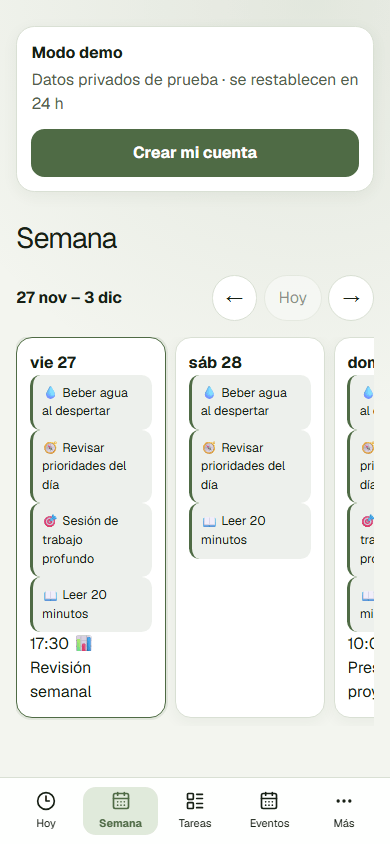 Modo demo
Datos privados de prueba · se restablecen en
24 h
Crear mi cuenta
Semana
27 nov – 3 dic
←
Hoy
→
vie 27
💧 Beber agua
al despertar
🧭 Revisar
prioridades del
día
🎯 Sesión de
trabajo
profundo
📖 Leer 20
minutos
17:30 📊
Revisión
semanal
sáb 28
💧 Beber agua
al despertar
🧭 Revisar
prioridades del
día
📖 Leer 20
minutos
Hoy
Semana
Tareas
Eventos
Más